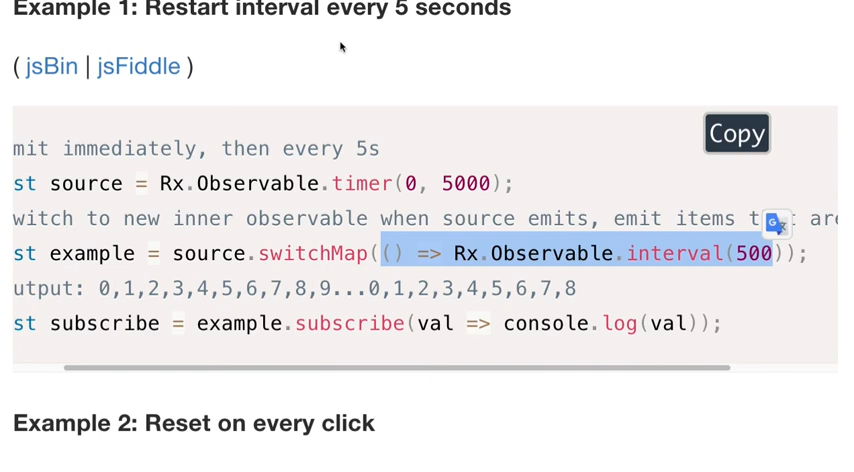 Example 1: Restart interval every 5 seconds
( jsBin | jsFiddle )
Copy
mit immediately, then every 5s
st source = Rx.Observable.timer(0, 5000);
witch to new inner observable when source emits, emit items t t are
st example = source.switchMap(() => Rx.Observable.interval(500));
utput: 0,1,2,3,4,5,6,7,8,9...0,1,2,3,4,5,6,7,8
st subscribe = example.subscribe(val => console.log(val));
Example 2: Reset on every click